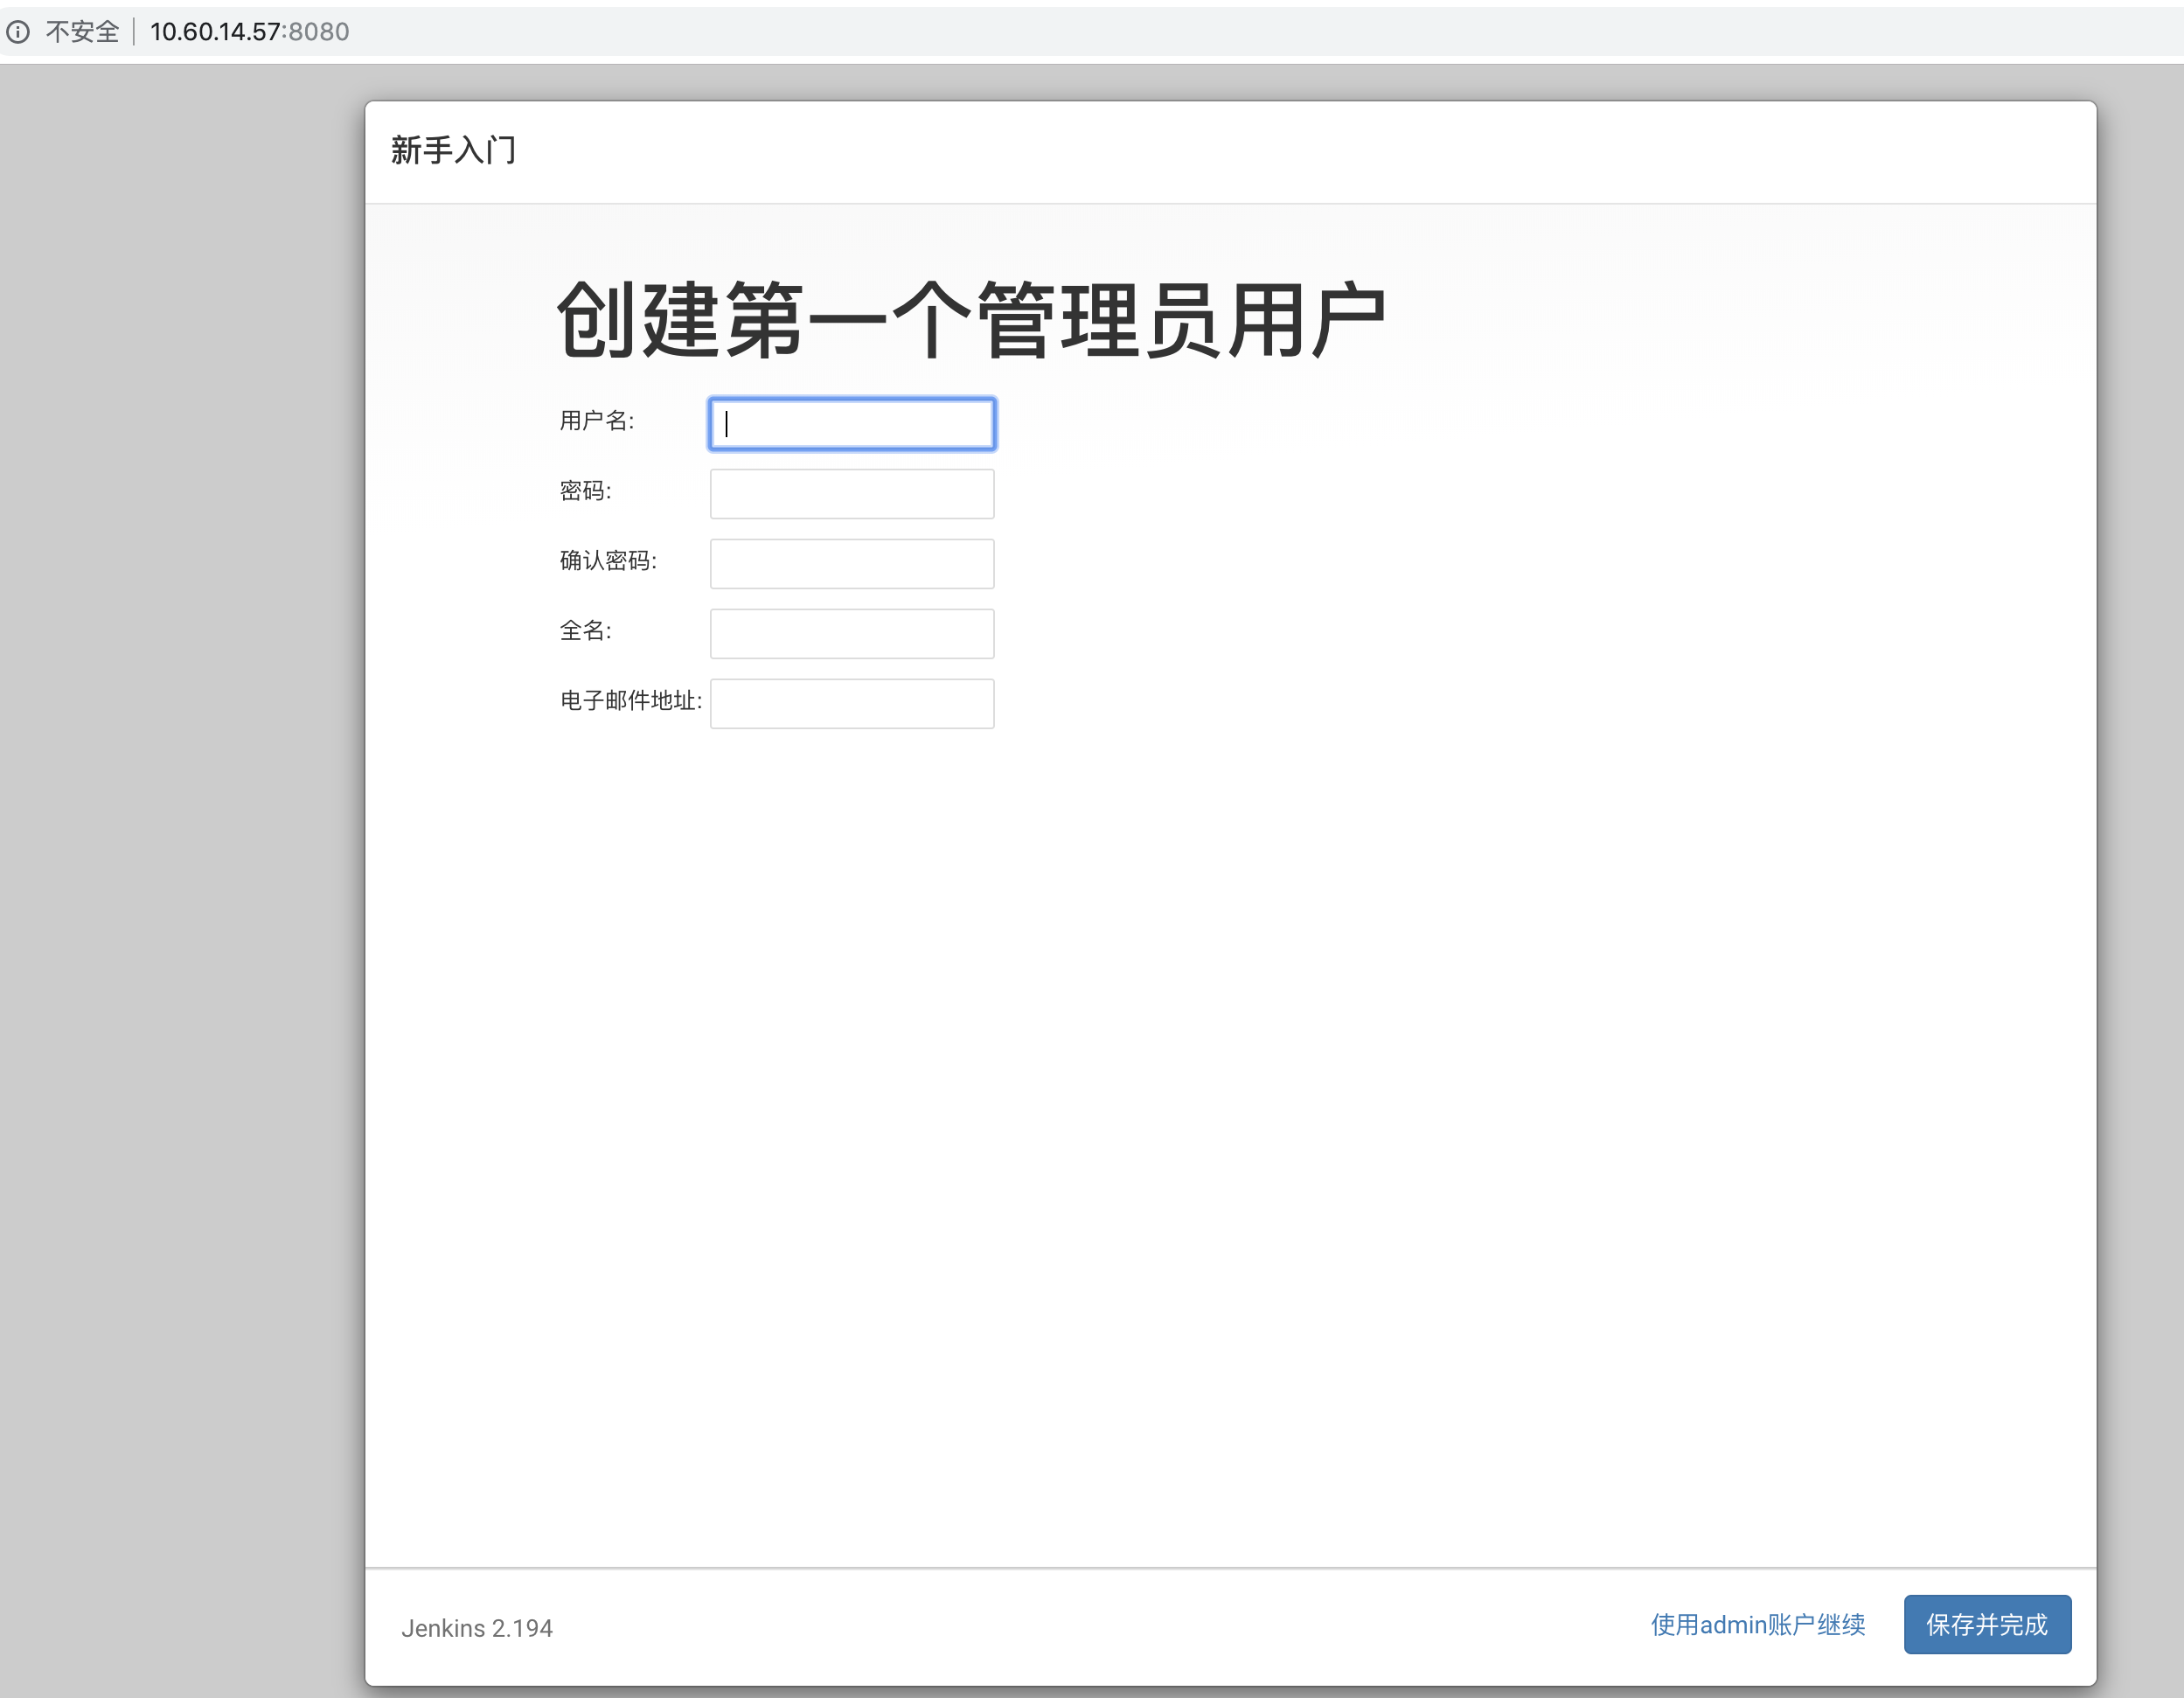 不安全 10.60.14.57:8080
新手入门
创建第一个管理员用户
用户名:
密码:
确认密码:
全名:
电子邮件地址:
Jenkins 2.194 使用admin账户继续 保存并完成